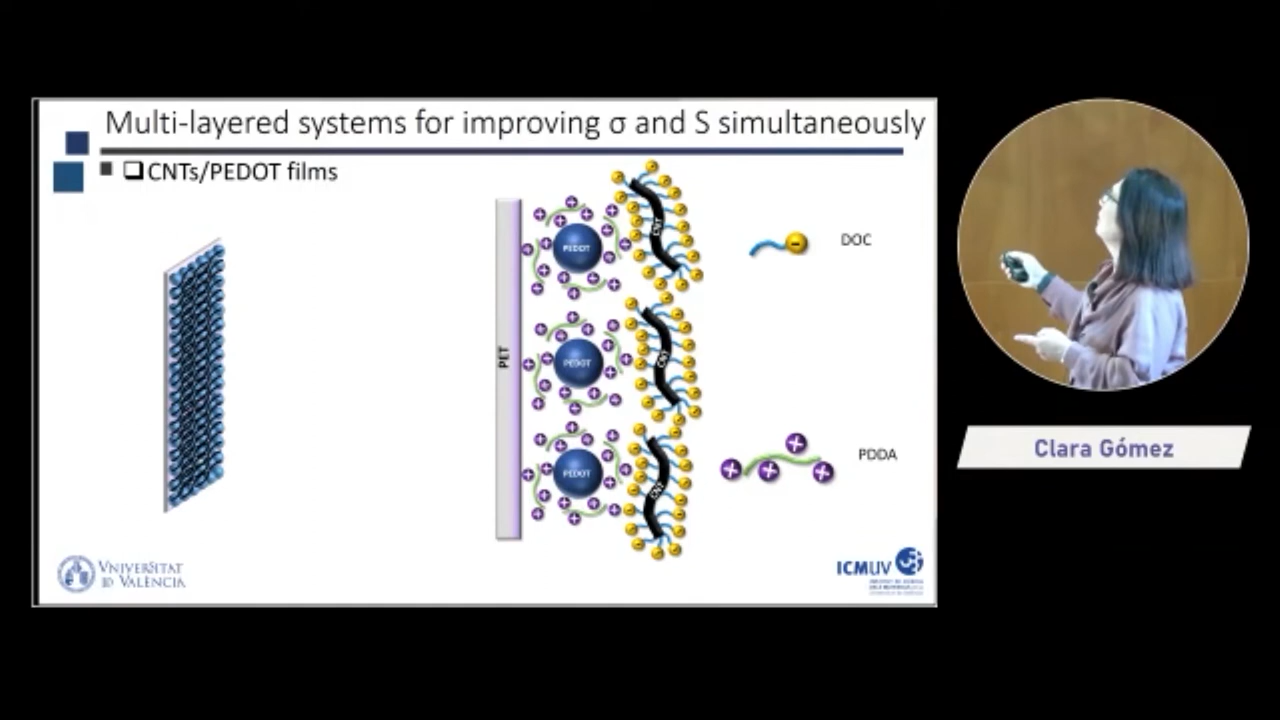 Multi-layered systems for improving σ and S simultaneously
CNTs/PEDOT films
PET
PEDOT
CNT
PEDOT
CNT
PEDOT
CNT
DOC
PDDA
VNIVERSITAT
ID VALÈNCIA
ICMUV
Clara Gómez